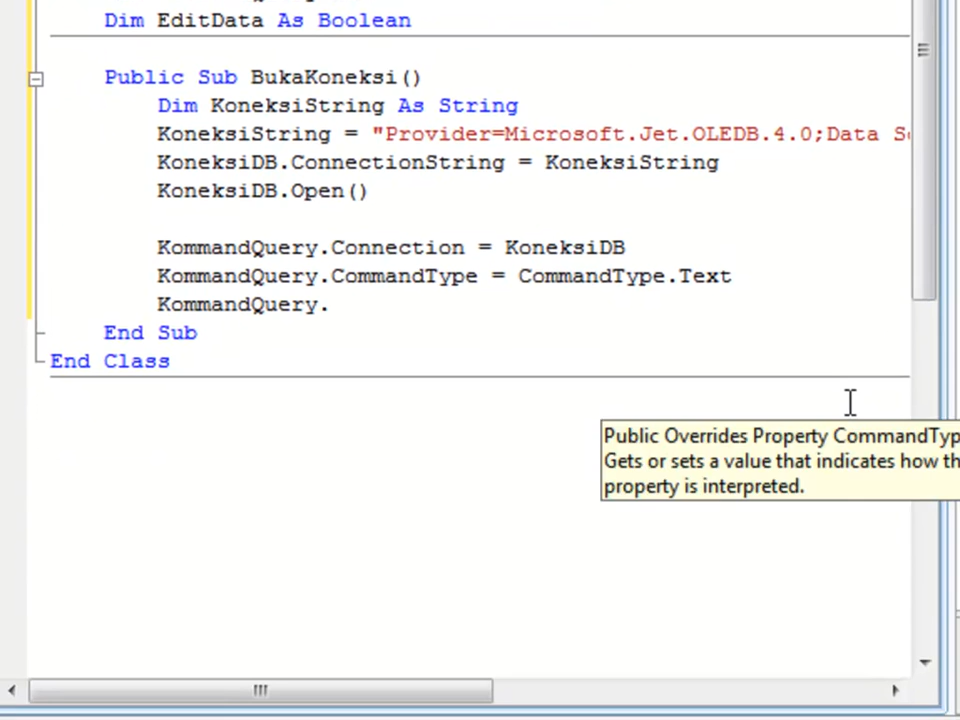 Dim EditData As Boolean
Public Sub BukaKoneksi()
Dim KoneksiString As String
KoneksiString = "Provider=Microsoft.Jet.OLEDB.4.0;Data
KoneksiDB.ConnectionString = KoneksiString
KoneksiDB.Open()
KommandQuery.Connection = KoneksiDB
KommandQuery.CommandType = CommandType.Text
KommandQuery.
End Sub
End Class
Public Overrides Property CommandTyp
Gets or sets a value that indicates how th
property is interpreted.